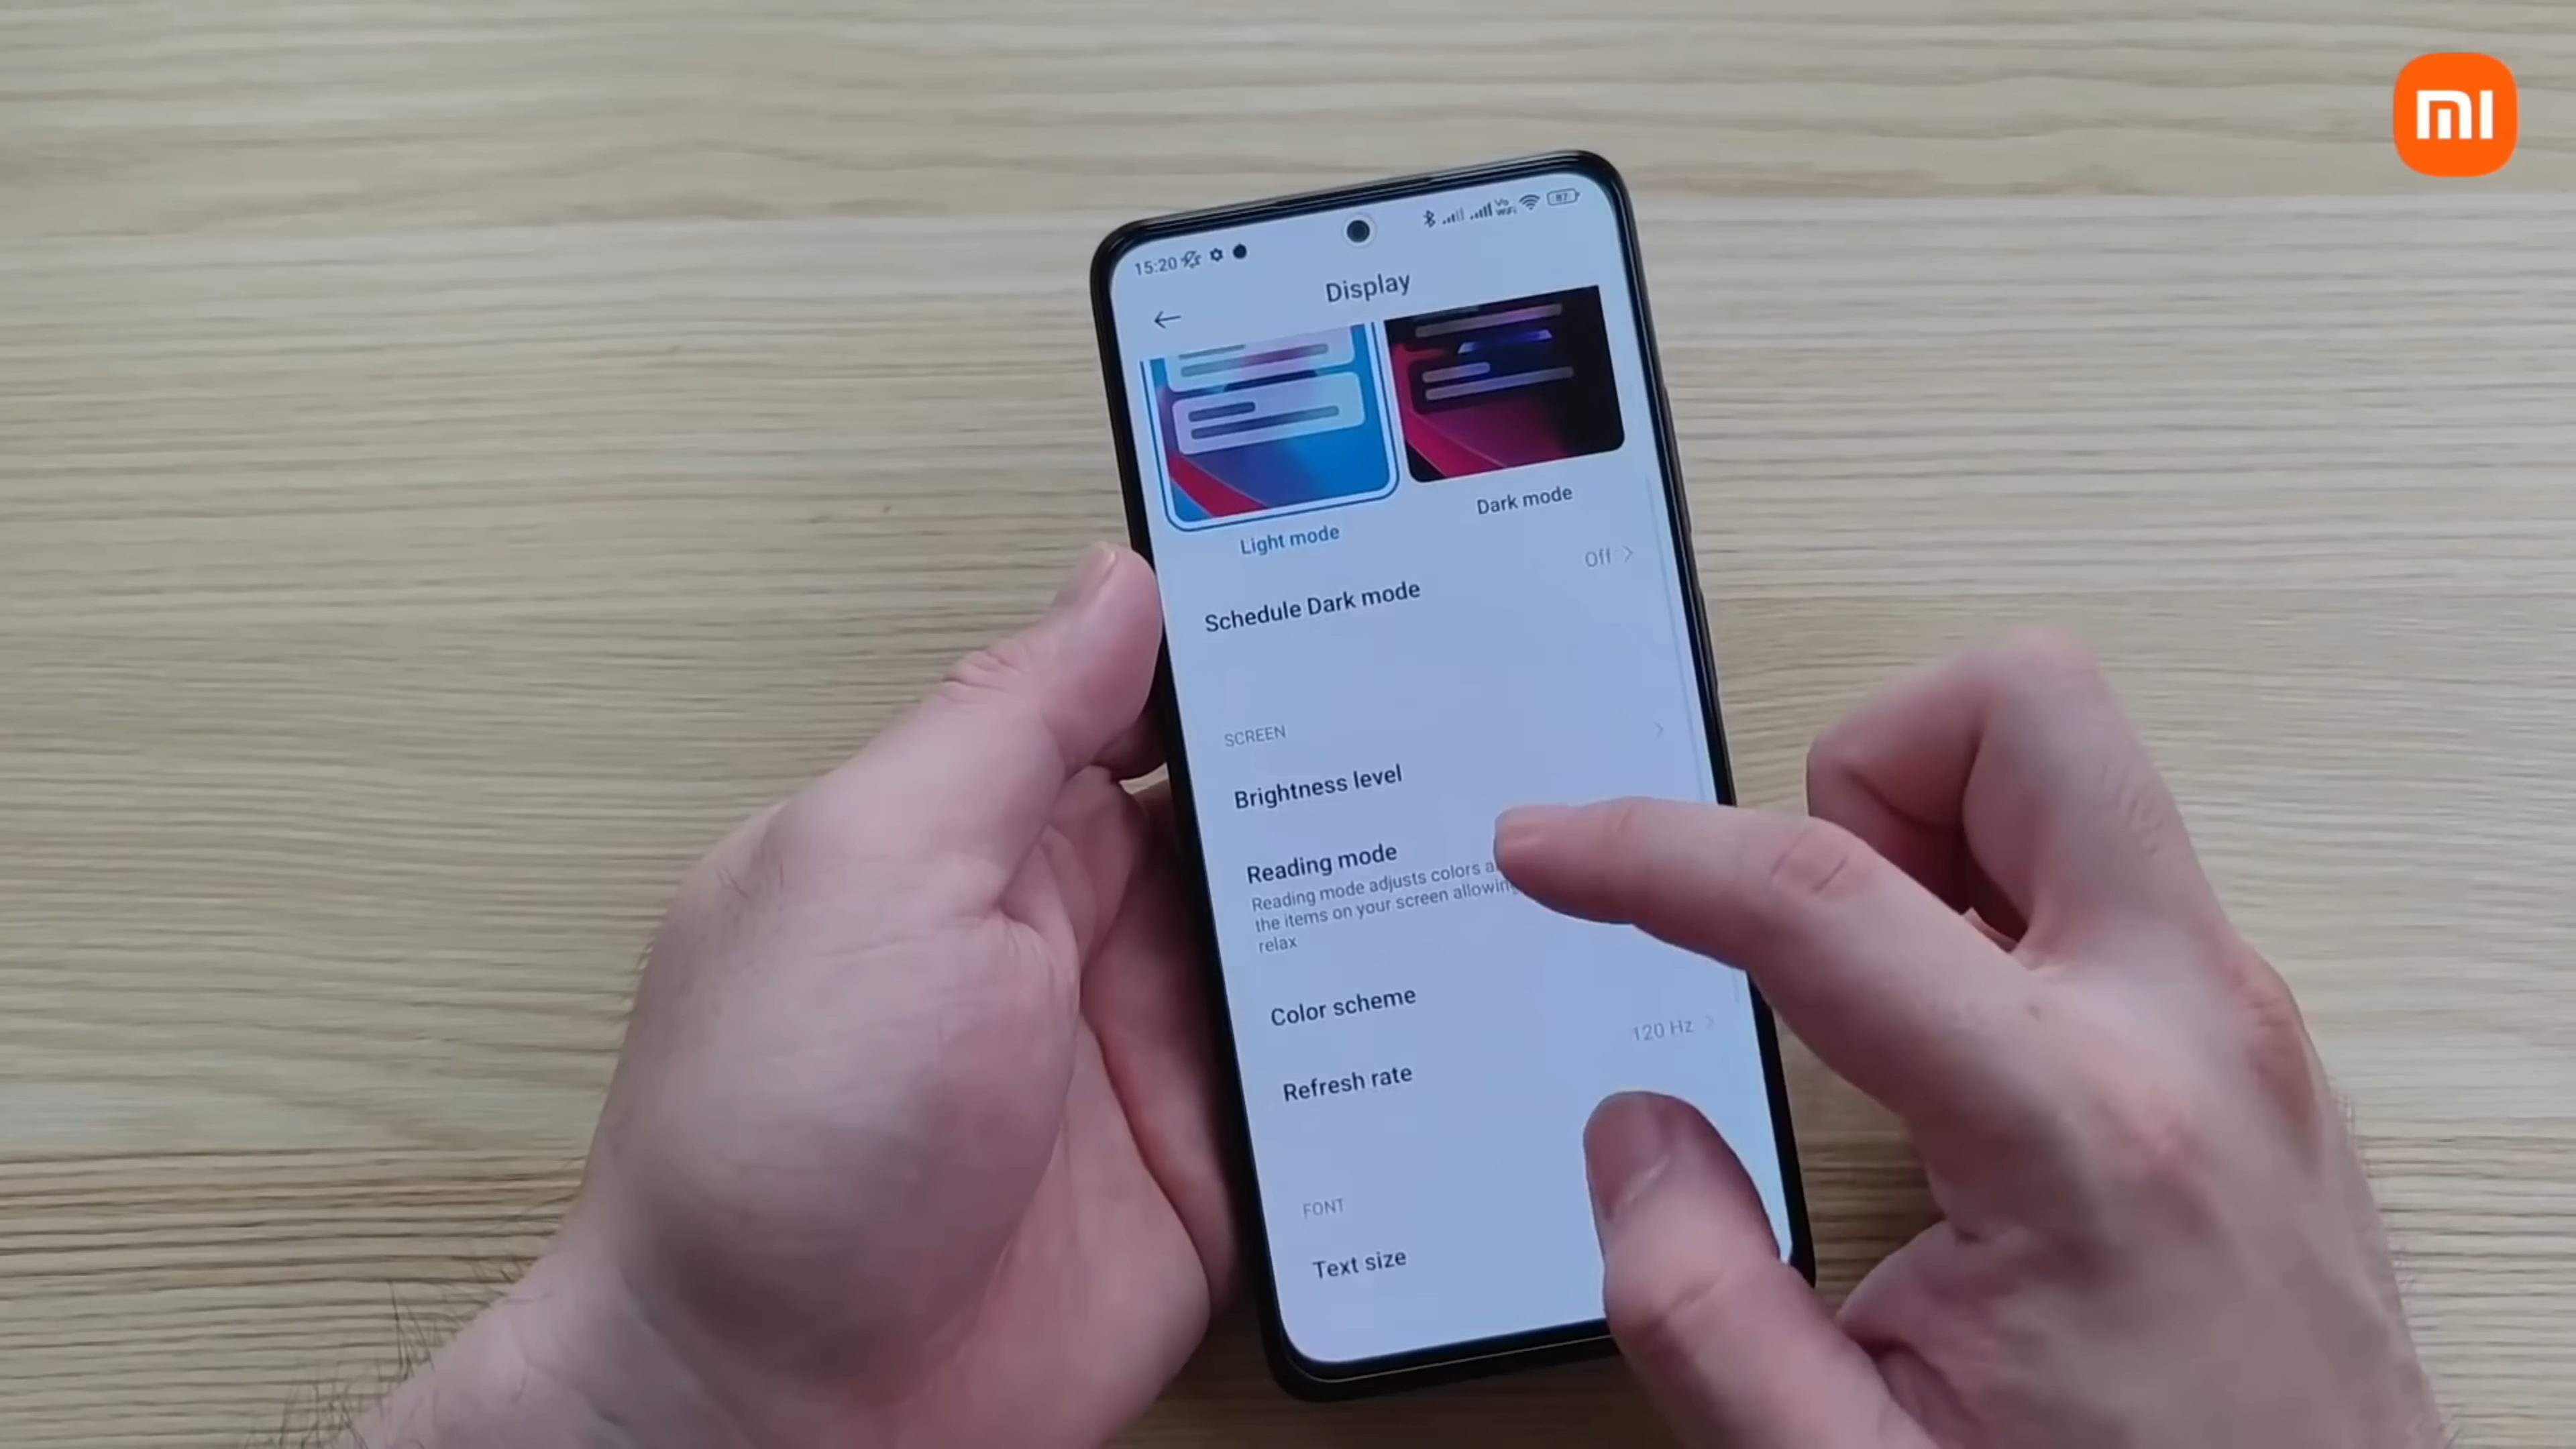 mi
15:20
87
Display
Light mode
Dark mode
Schedule Dark mode
Off
SCREEN
Brightness level
Reading mode
Reading mode adjusts colors
the items on your screen
relax
Color scheme
Refresh rate
120 Hz
FONT
Text size